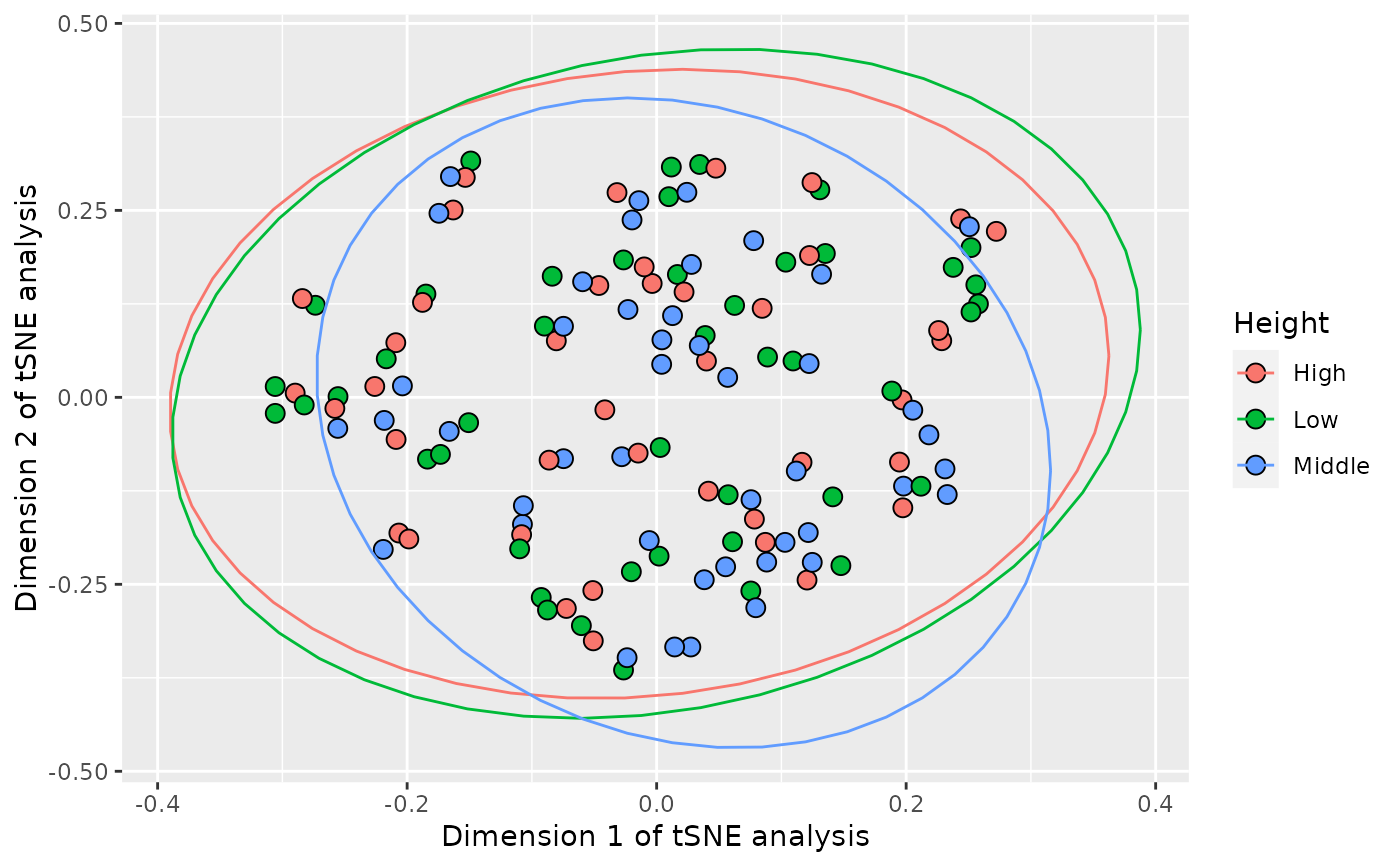 0.50
0.25
0.00
-0.25
-0.50
Dimension 2 of tSNE analysis
-0.4 -0.2 0.0 0.2 0.4
Dimension 1 of tSNE analysis
Height
High
Low
Middle